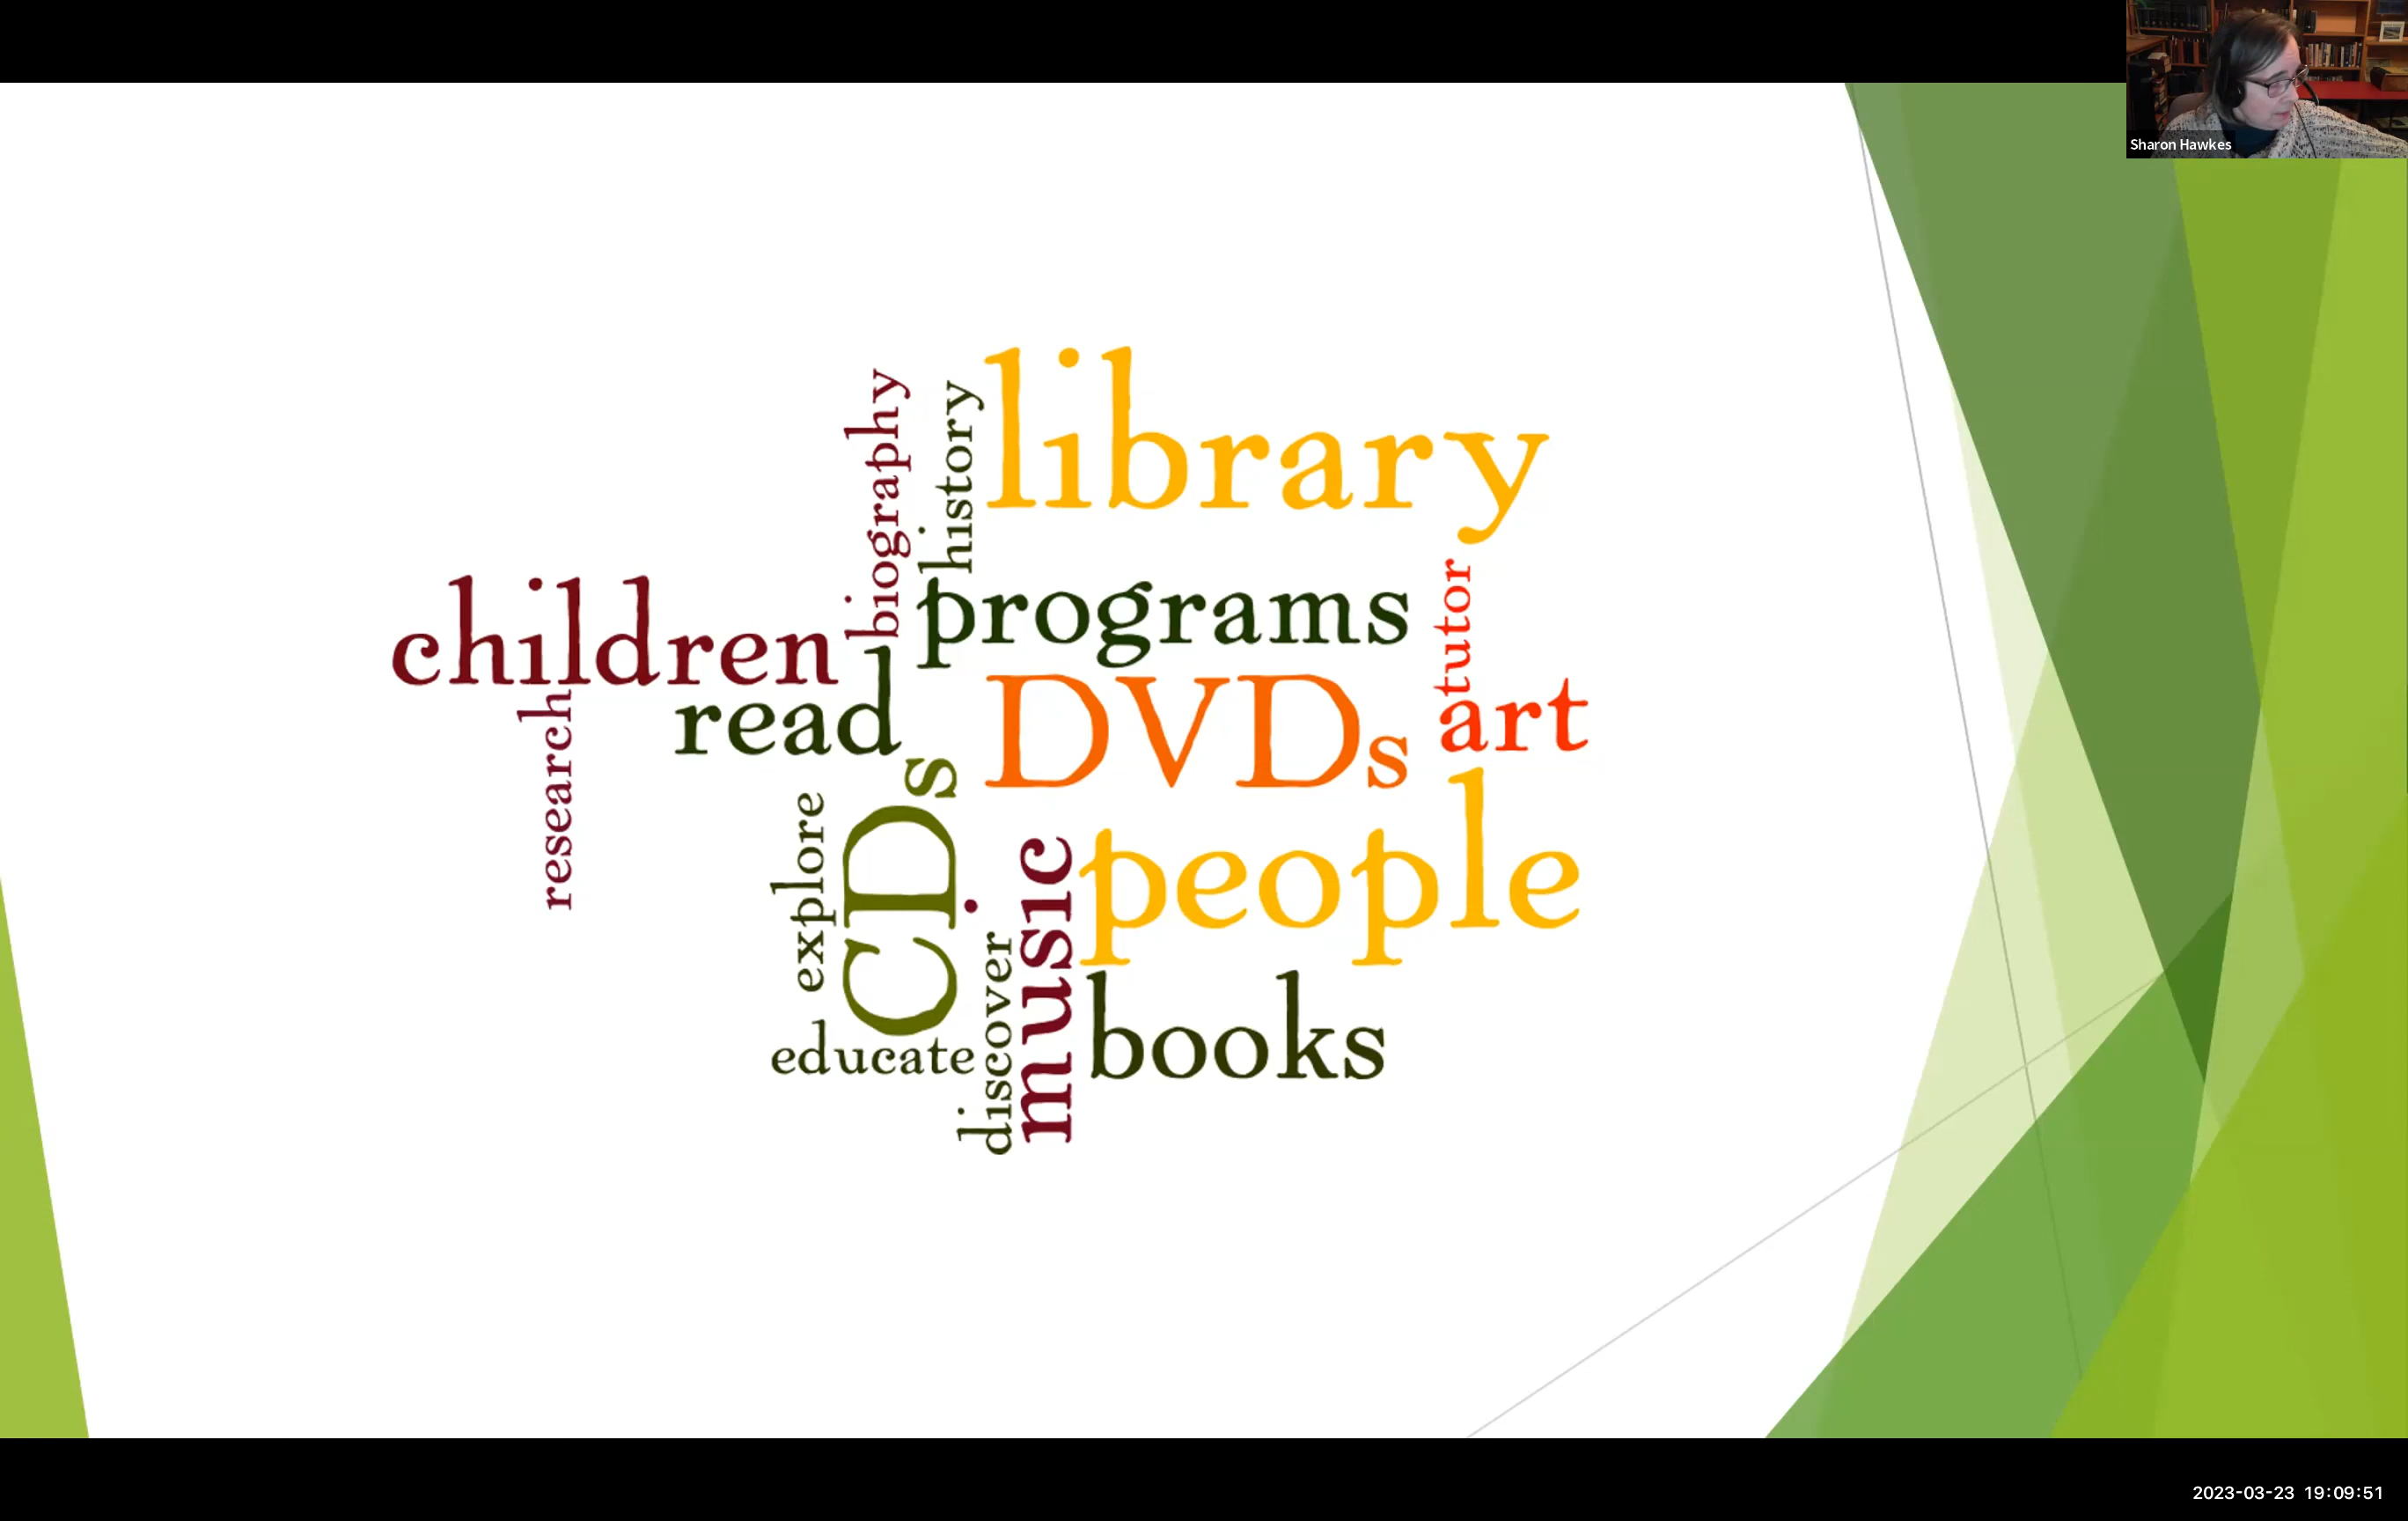 Sharon Hawkes
library
biography
history
children
programs
tutor
read
DVDs
art
research
CDs
explore
people
music
discover
educate
books
2023-03-23 19:09:51